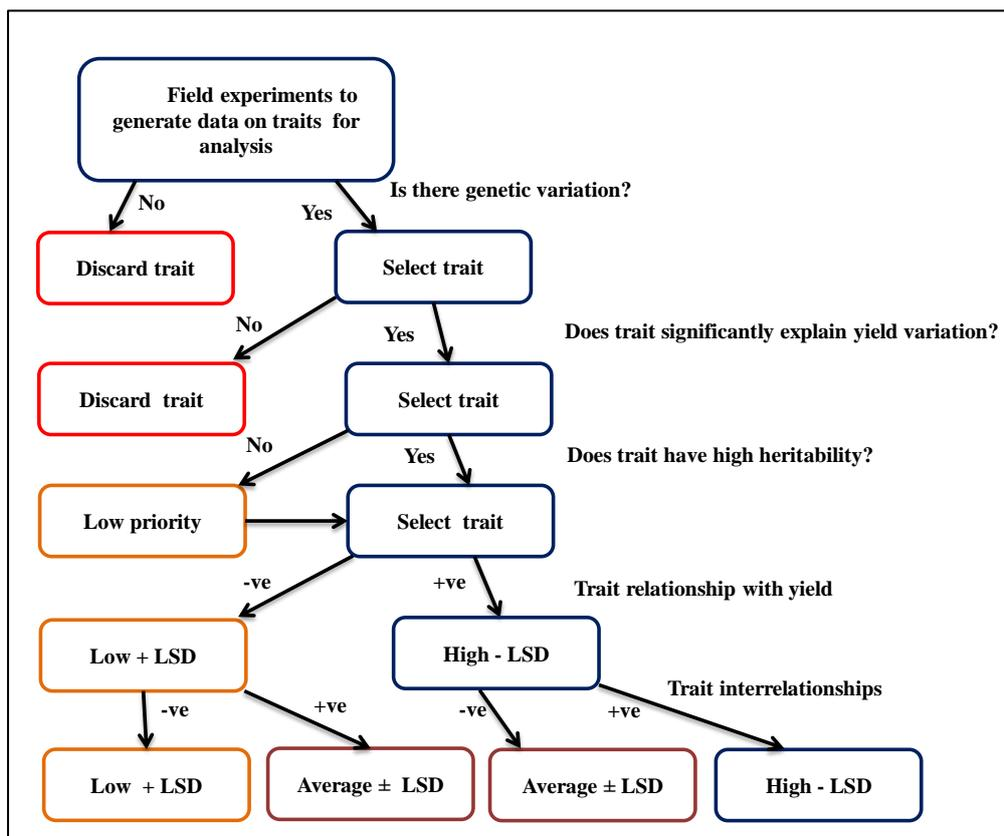 Field experiments to
generate data on traits for
analysis
Is there genetic variation?
No
Yes
Discard trait
Select trait
No
Yes
Does trait significantly explain yield variation?
Discard trait
Select trait
No
Yes
Does trait have high heritability?
Low priority
Select trait
-ve
+ve
Trait relationship with yield
Low + LSD
High - LSD
Trait interrelationships
-ve
+ve
-ve
+ve
Low + LSD
Average ± LSD
Average ± LSD
High - LSD